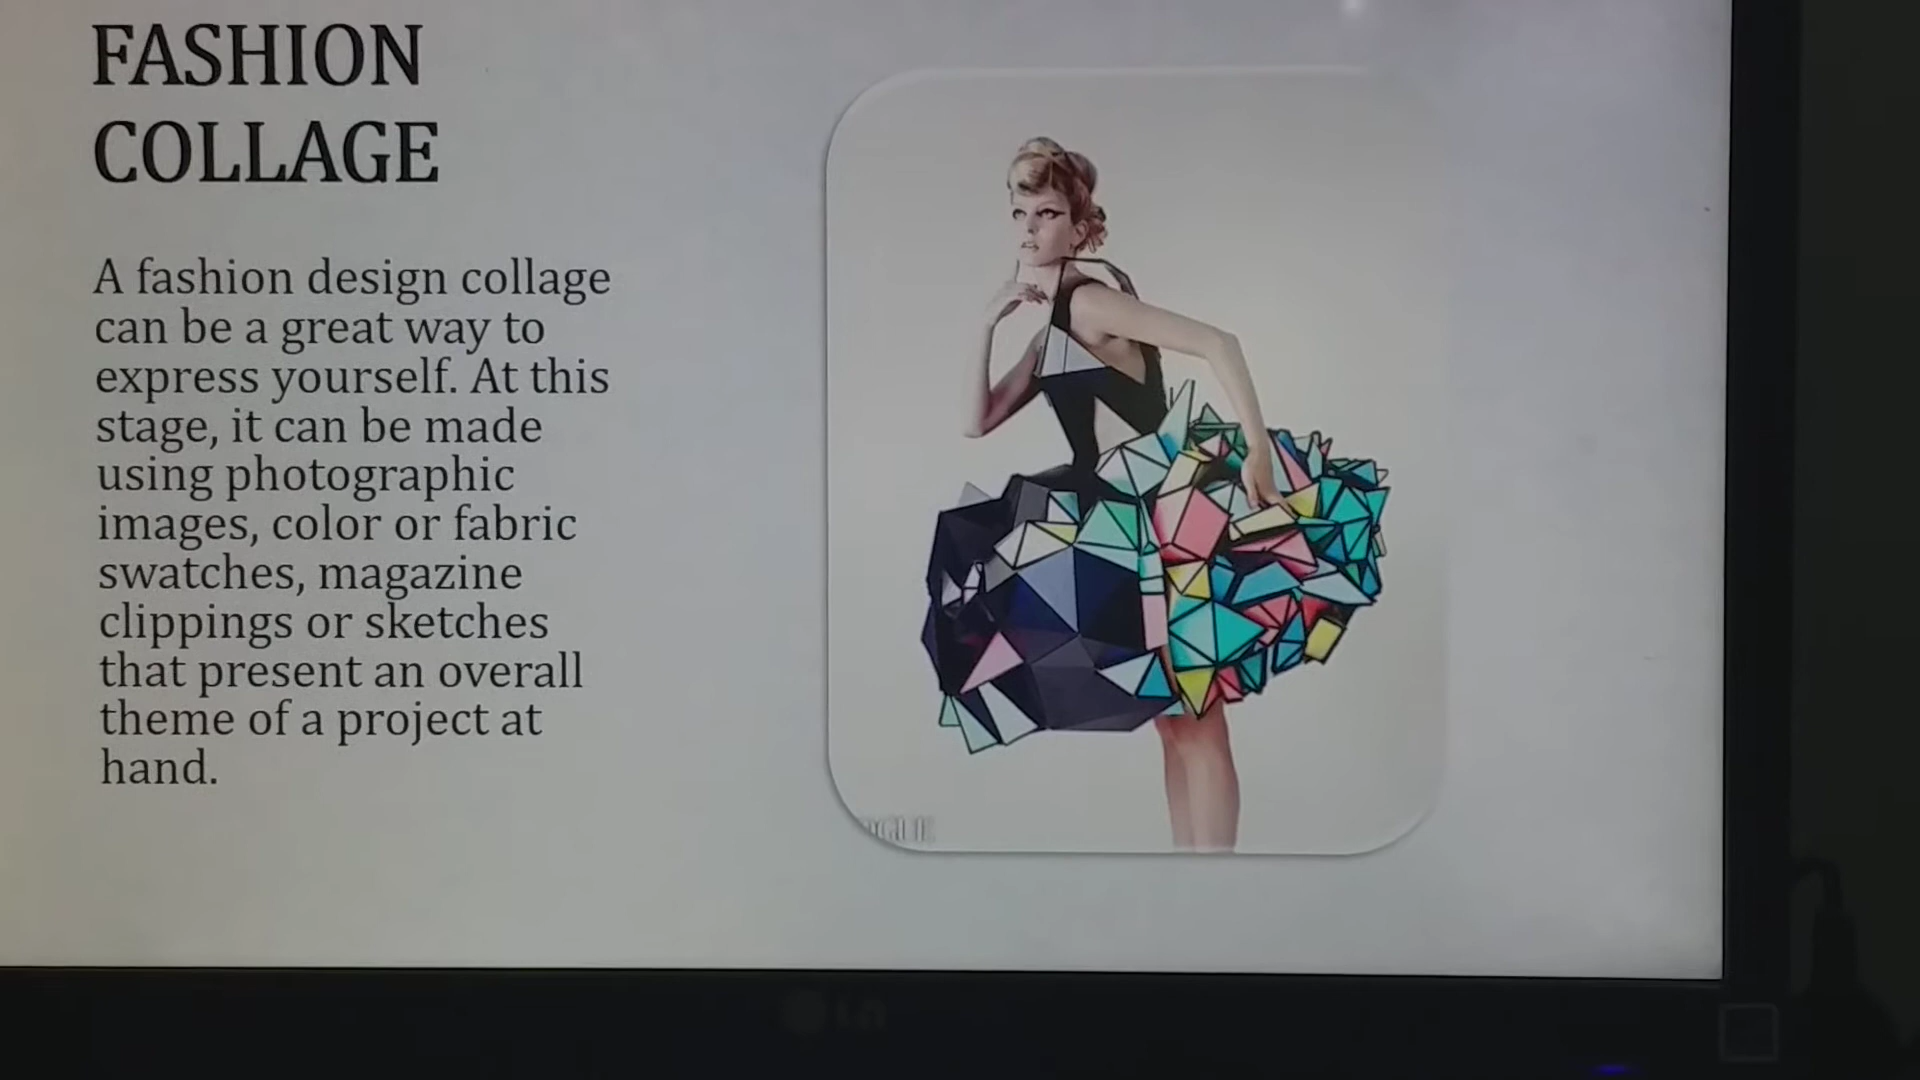 FASHION
COLLAGE
A fashion design collage
can be a great way to
express yourself. At this
stage, it can be made
using photographic
images, color or fabric
swatches, magazine
clippings or sketches
that present an overall
theme of a project at
hand.
LG